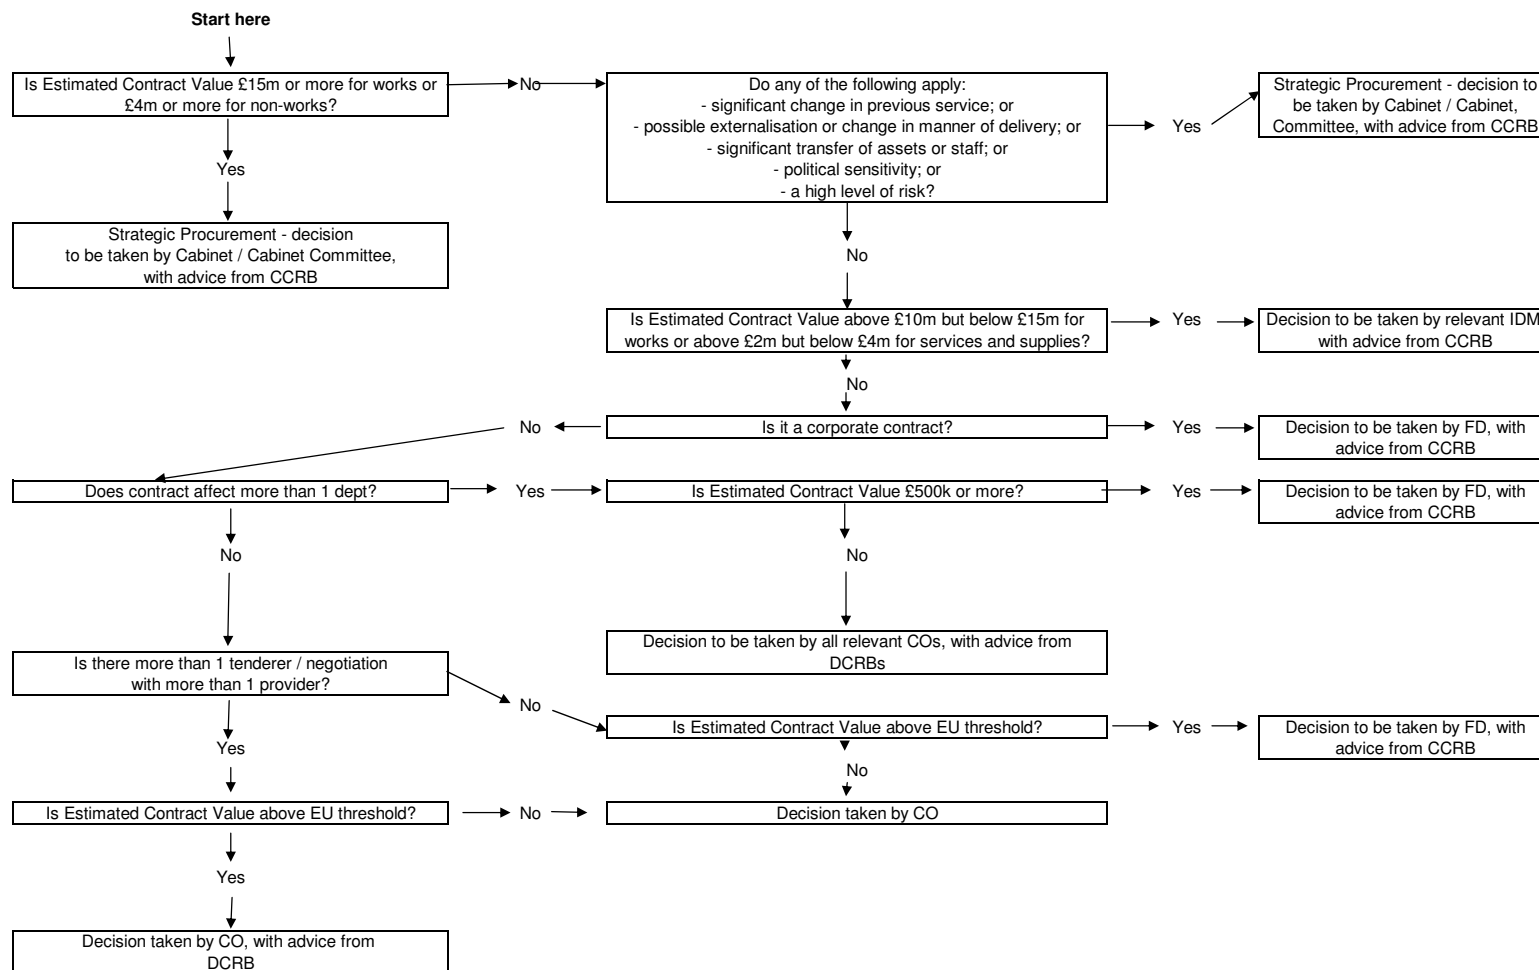 Start here
Is Estimated Contract Value £15m or more for works or
£4m or more for non-works?
No
Do any of the following apply:
- significant change in previous service; or
- possible externalisation or change in manner of delivery; or
- significant transfer of assets or staff; or
- political sensitivity; or
- a high level of risk?
Yes
Strategic Procurement - decision to
be taken by Cabinet / Cabinet,
Committee, with advice from CCRB
Yes
Strategic Procurement - decision
to be taken by Cabinet / Cabinet Committee,
with advice from CCRB
No
Is Estimated Contract Value above £10m but below £15m for
works or above £2m but below £4m for services and supplies?
Yes
Decision to be taken by relevant IDM
with advice from CCRB
No
Is it a corporate contract?
No
Yes
Decision to be taken by FD, with
advice from CCRB
Does contract affect more than 1 dept?
Yes
Is Estimated Contract Value £500k or more?
Yes
Decision to be taken by FD, with
advice from CCRB
No
No
Decision to be taken by all relevant COs, with advice from
DCRBs
Is there more than 1 tenderer / negotiation
with more than 1 provider?
No
Is Estimated Contract Value above EU threshold?
Yes
Decision to be taken by FD, with
advice from CCRB
Yes
No
Is Estimated Contract Value above EU threshold?
No
Decision taken by CO
Yes
Decision taken by CO, with advice from
DCRB